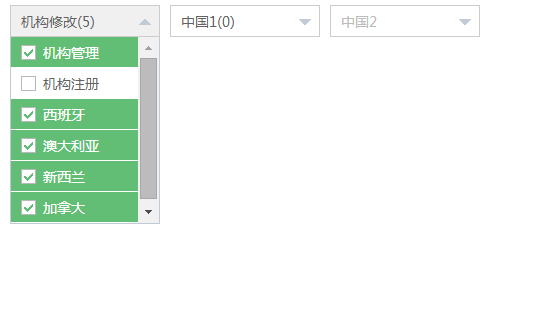 机构修改(5) 中国1(0) 中国2
机构管理
机构注册
西班牙
澳大利亚
新西兰
加拿大